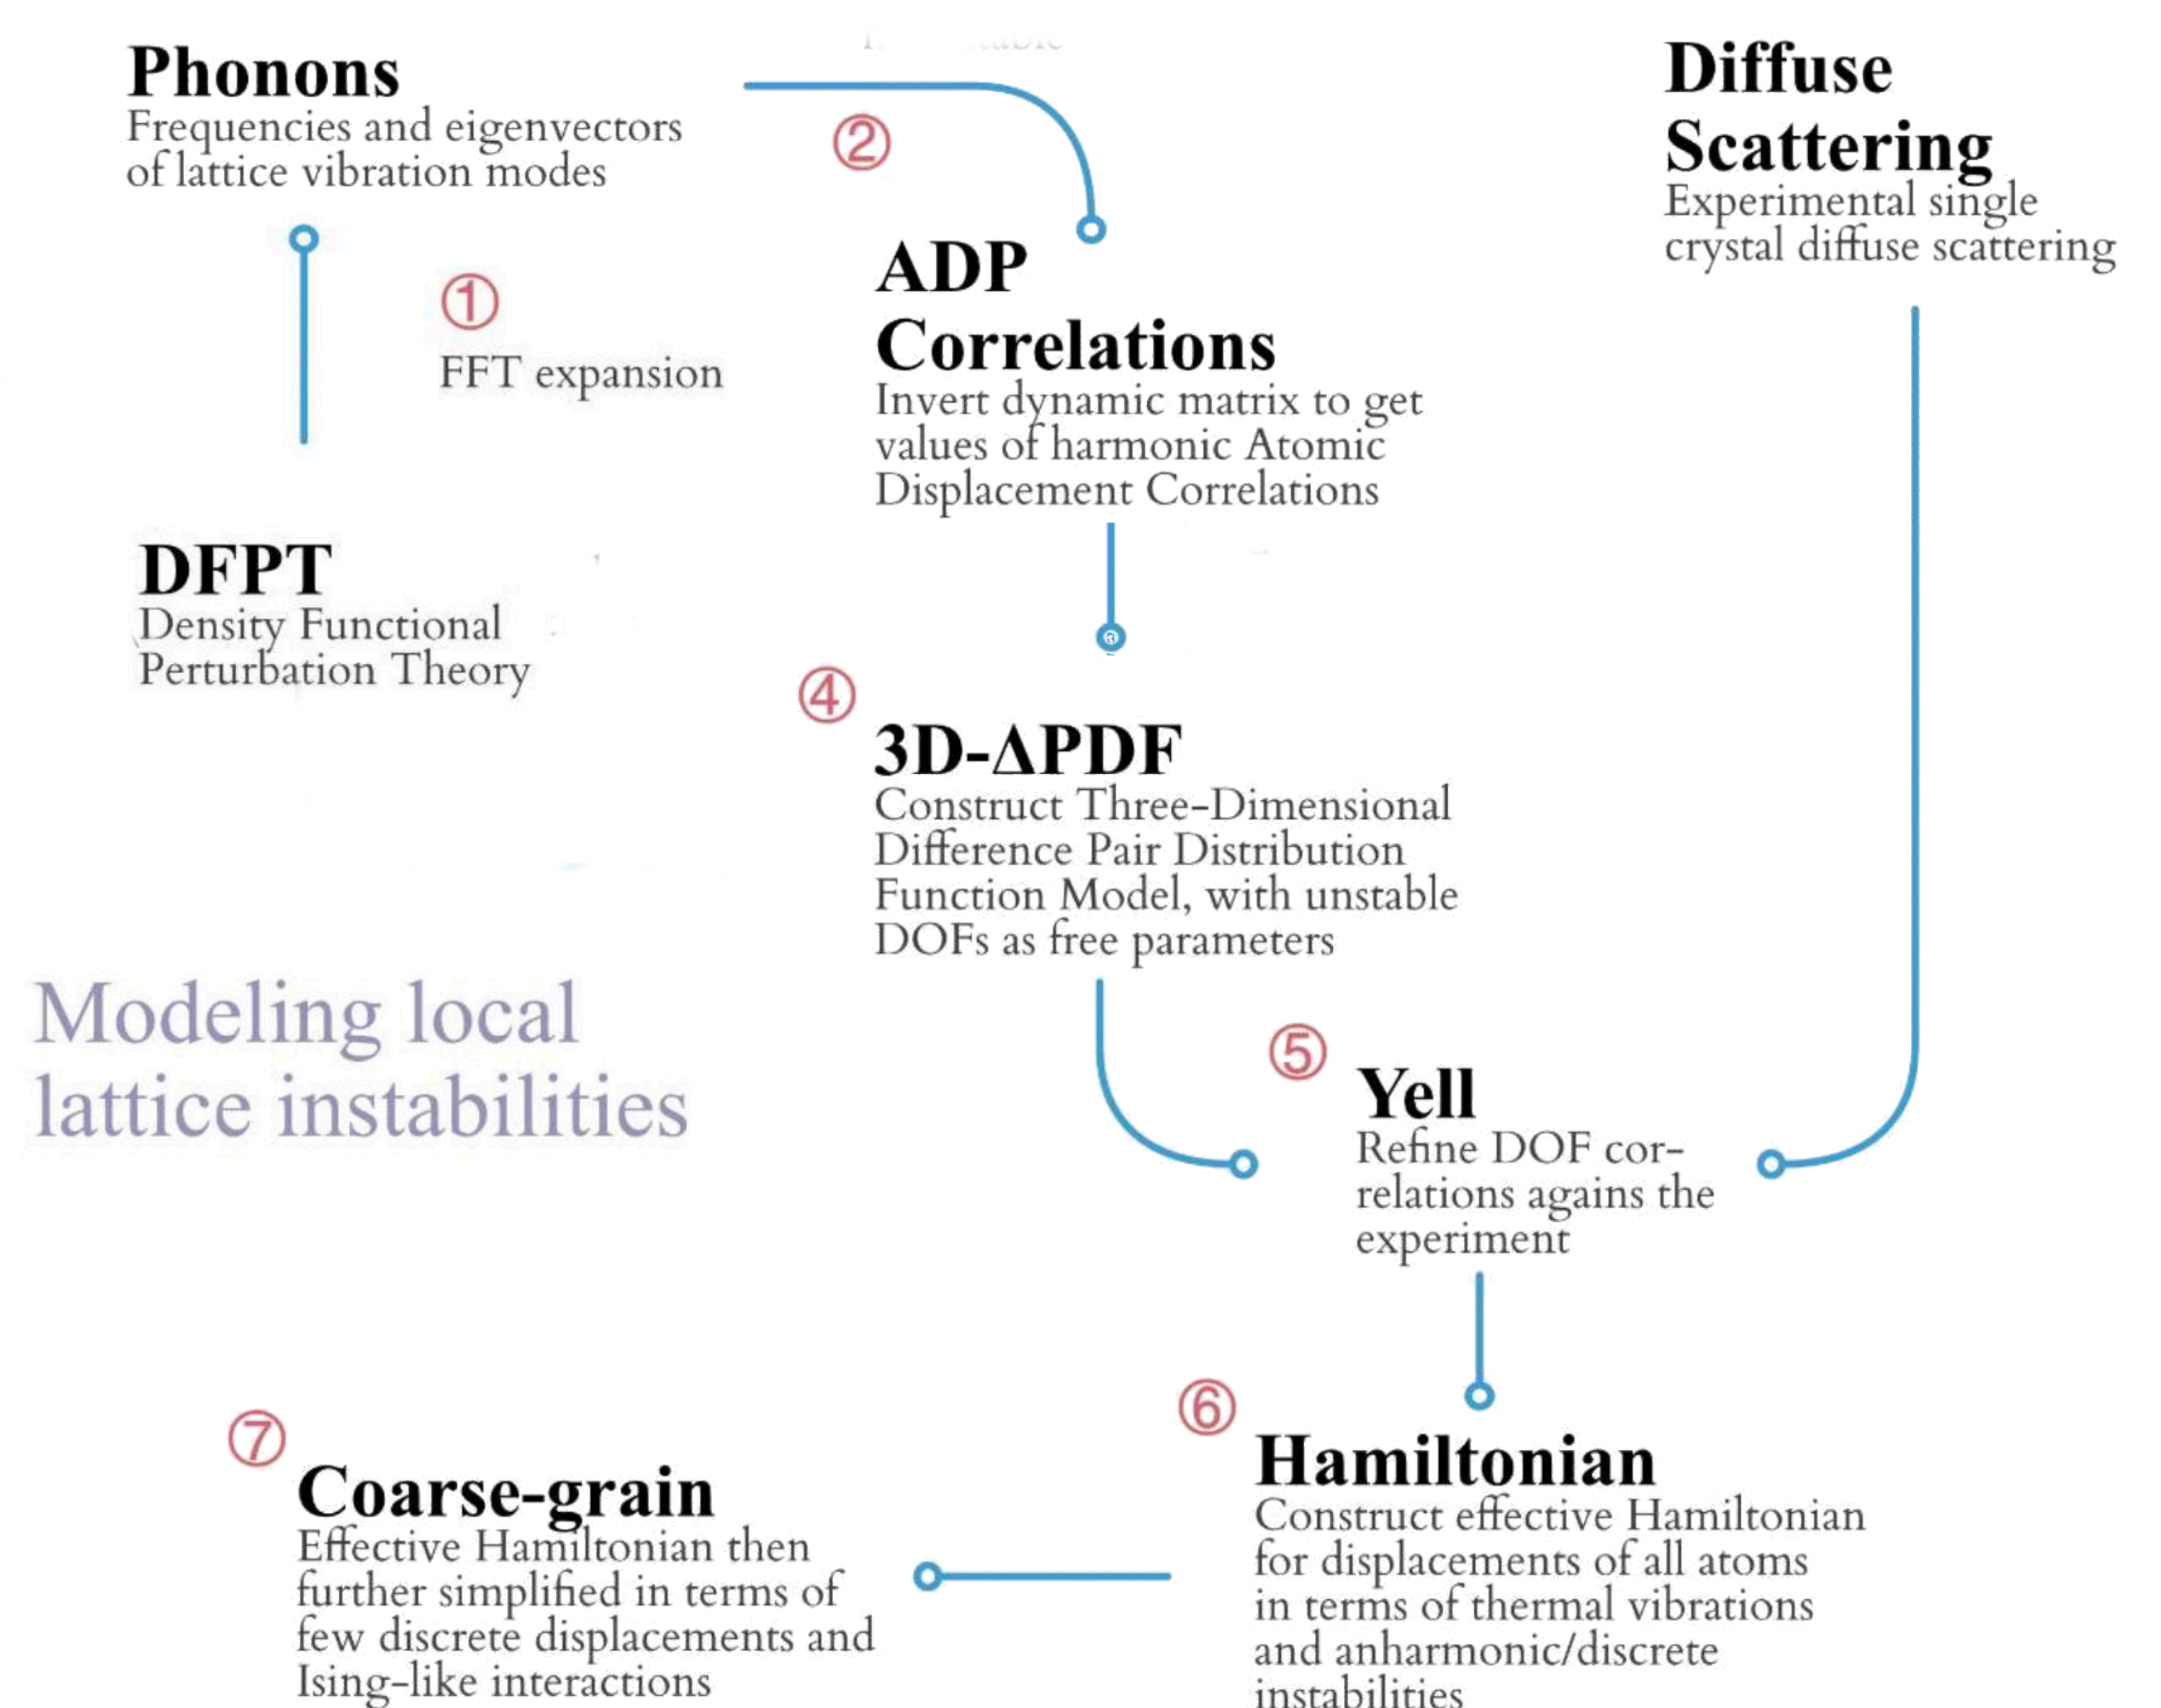 Phonons
Frequencies and eigenvectors
of lattice vibration modes
②
①
FFT expansion
DFPT
Density Functional
Perturbation Theory
ADP
Correlations
Invert dynamic matrix to get
values of harmonic Atomic
Displacement Correlations
③
④
3D-ΔPDF
Construct Three-Dimensional
Difference Pair Distribution
Function Model, with unstable
DOFs as free parameters
Diffuse
Scattering
Experimental single
crystal diffuse scattering
Modeling local
lattice instabilities
⑤
Yell
Refine DOF cor-
relations agains the
experiment
⑥
Hamiltonian
Construct effective Hamiltonian
for displacements of all atoms
in terms of thermal vibrations
and anharmonic/discrete
instabilities
⑦
Coarse-grain
Effective Hamiltonian then
further simplified in terms of
few discrete displacements and
Ising-like interactions